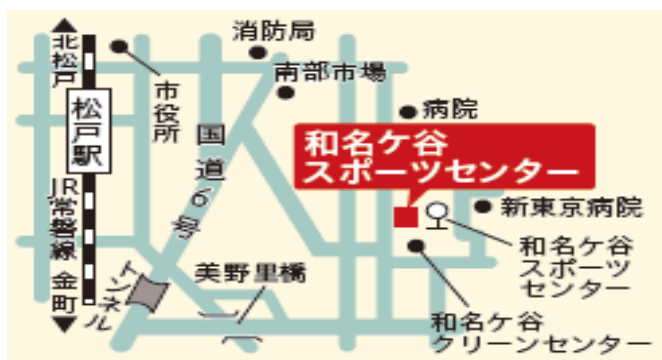 北松戸
松戸駅
JR常磐線
金町
市役所
消防局
南部市場
国道6号
病院
和名ケ谷
スポーツセンター
新東京病院
和名ケ谷
スポーツ
センター
和名ケ谷
クリーンセンター
美野里橋
トンネル